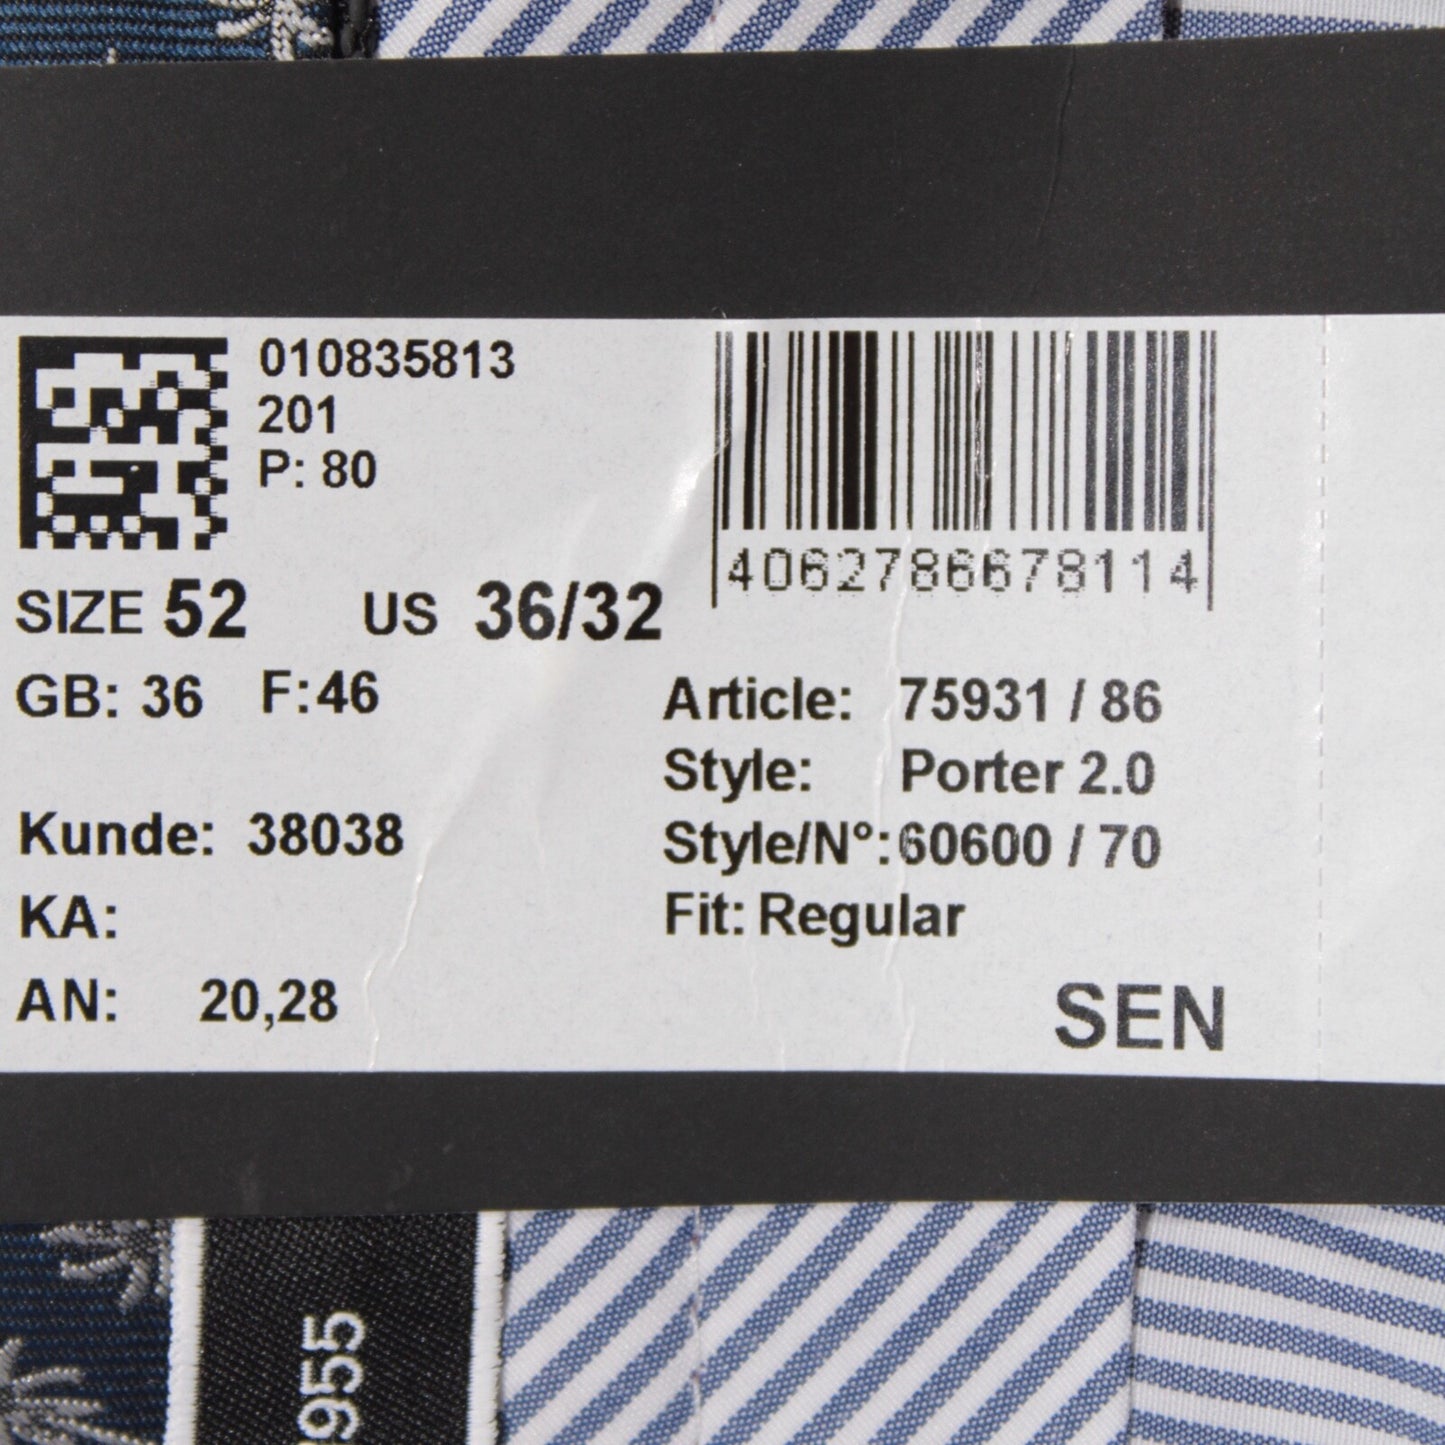 010835813
201
P: 80
4062786678114
SIZE 52 US 36/32
GB: 36 F: 46
Article: 75931 / 86
Style: Porter 2.0
Style/N°: 60600 / 70
Fit: Regular
Kunde: 38038
KA:
AN: 20,28
SEN
955